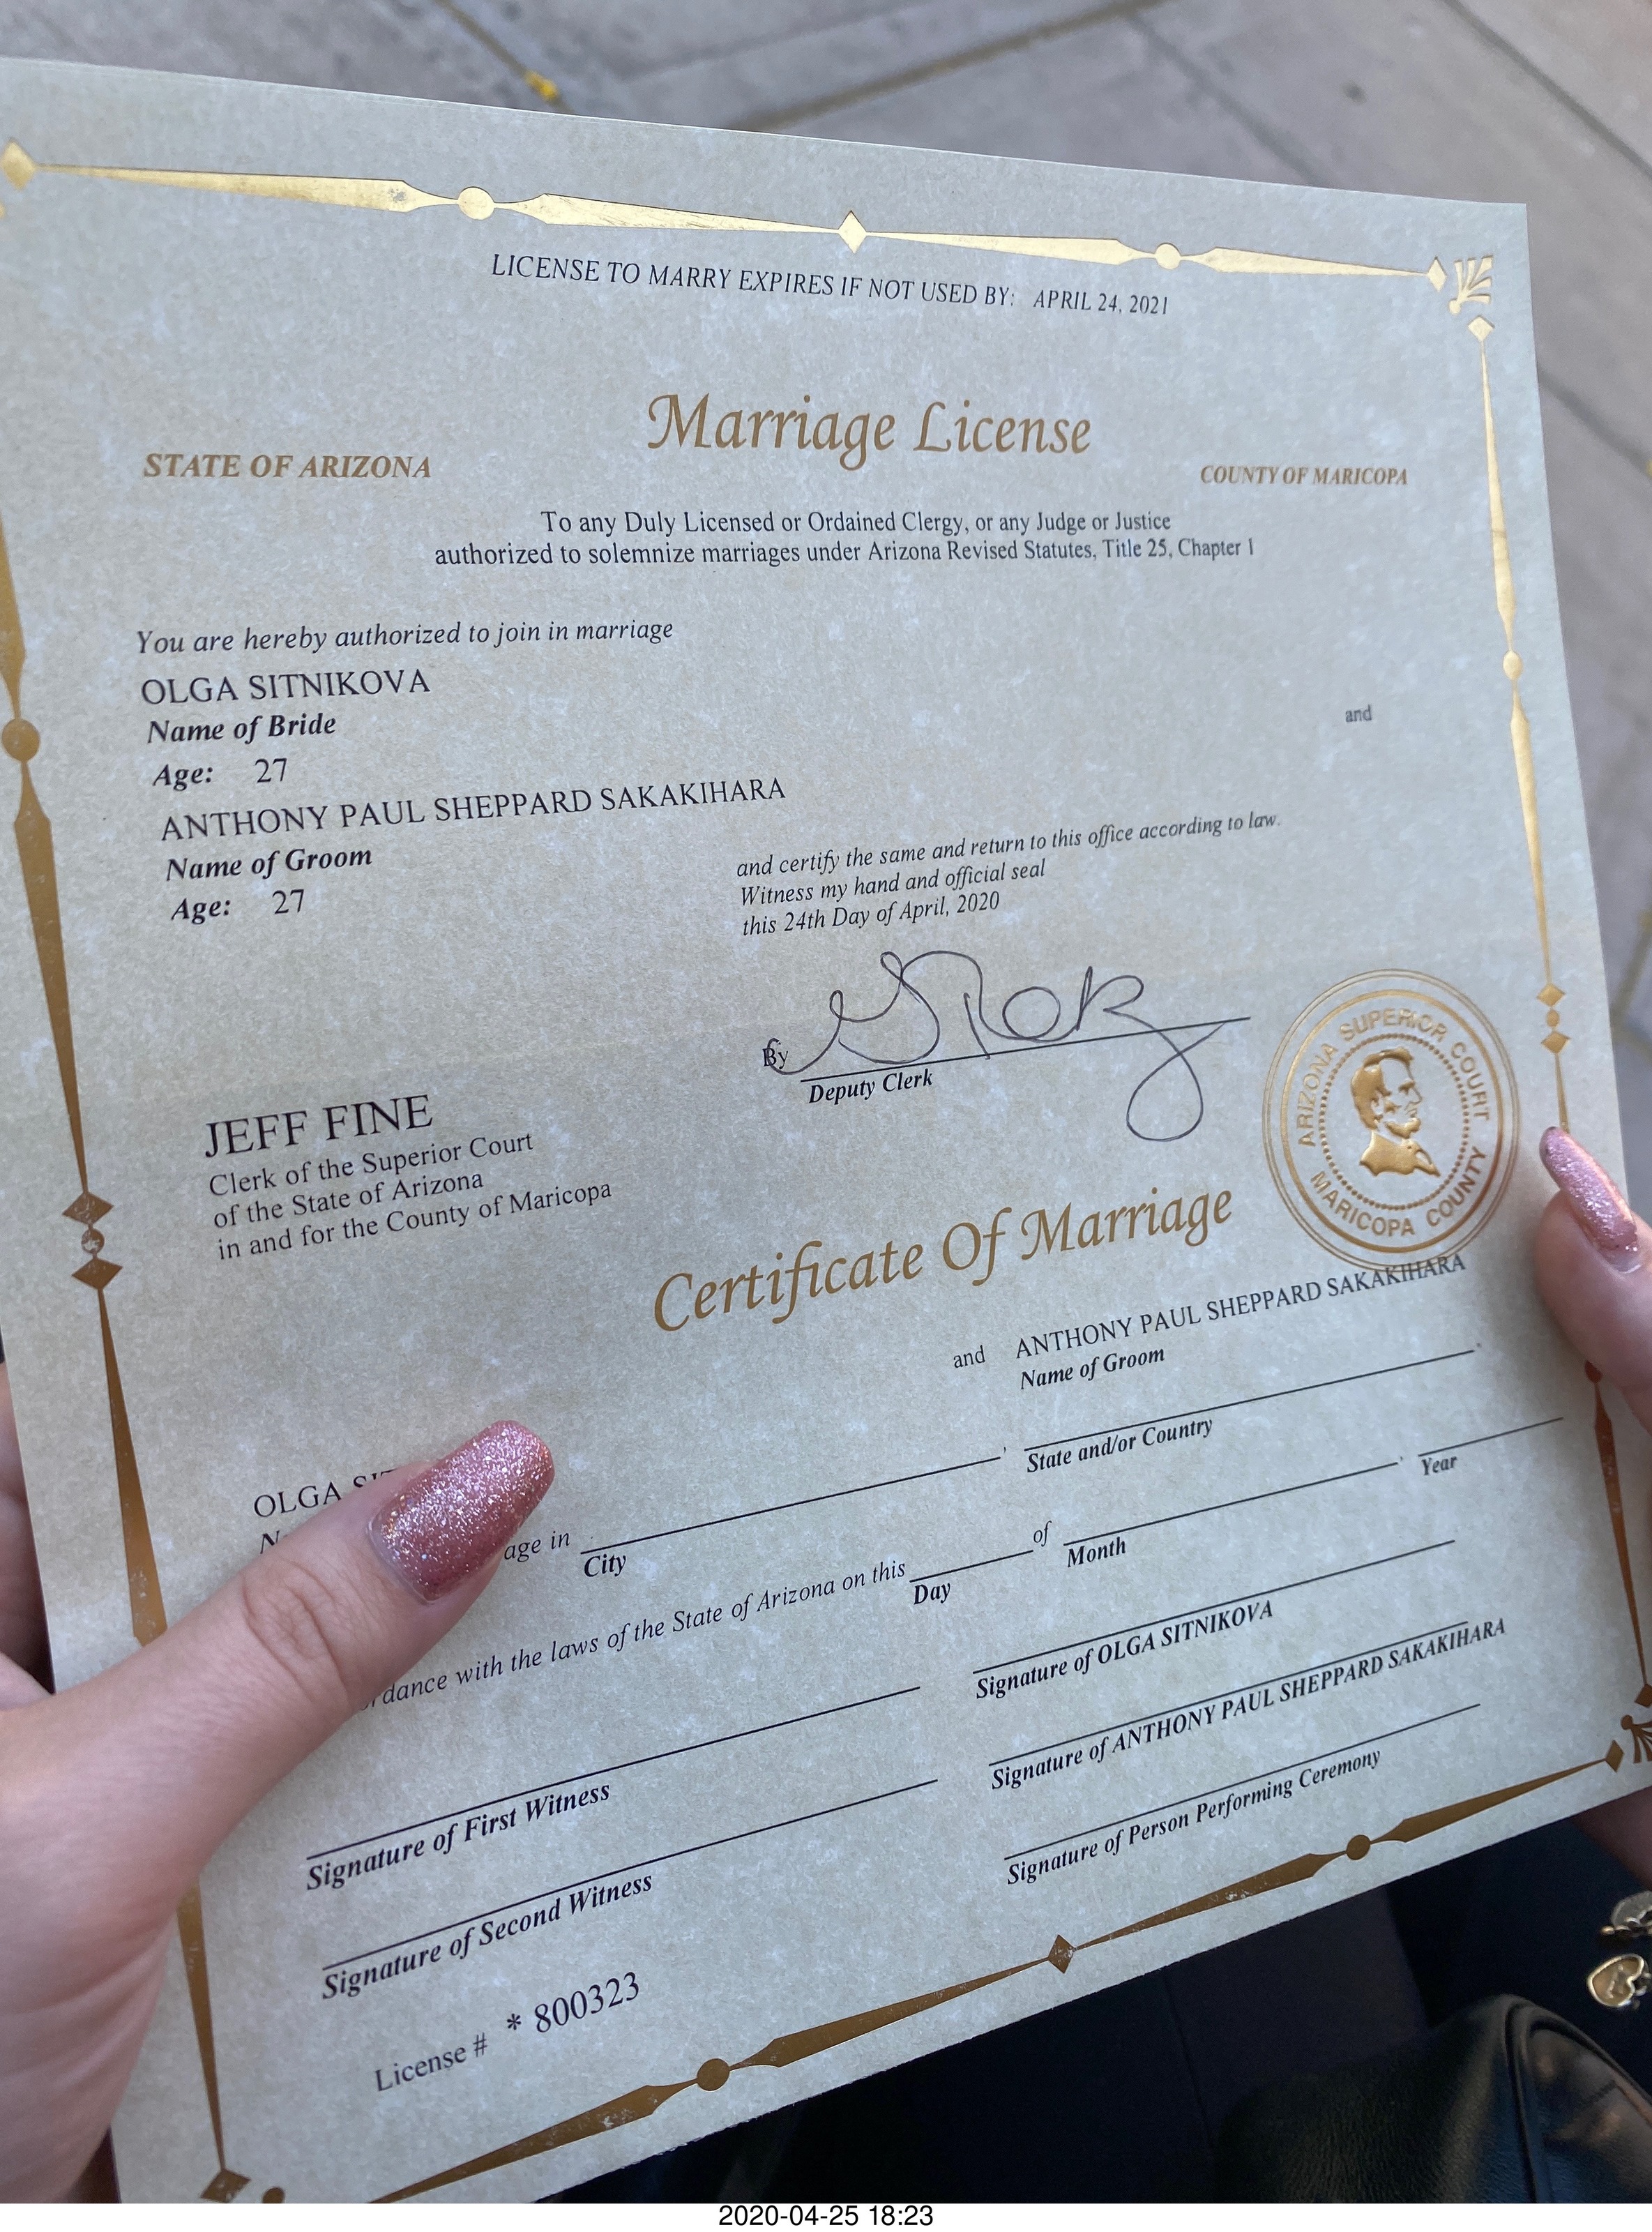 LICENSE TO MARRY EXPIRES IF NOT USED BY: APRIL 24, 2021
Marriage License
STATE OF ARIZONA
COUNTY OF MARICOPA
To any Duly Licensed or Ordained Clergy, or any Judge or Justice
authorized to solemnize marriages under Arizona Revised Statutes, Title 25, Chapter 1
You are hereby authorized to join in marriage
OLGA SITNIKOVA
Name of Bride
and
Age: 27
ANTHONY PAUL SHEPPARD SAKAKIHARA
Name of Groom
Age: 27
and certify the same and return to this office according to law.
Witness my hand and official seal
this 24th Day of April, 2020
By
Deputy Clerk
JEFF FINE
Clerk of the Superior Court
of the State of Arizona
in and for the County of Maricopa
ARIZONA SUPERIOR COURT
MARICOPA COUNTY
Certificate Of Marriage
OLGA
and ANTHONY PAUL SHEPPARD SAKAKIHARA
Name of Groom
age in
City
,
State and/or Country
rdance with the laws of the State of Arizona on this
Day
of
Month
,
Year
Signature of OLGA SITNIKOVA
Signature of First Witness
Signature of ANTHONY PAUL SHEPPARD SAKAKIHARA
Signature of Second Witness
Signature of Person Performing Ceremony
License # * 800323
2020-04-25 18:23